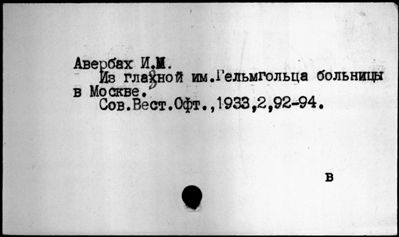 Авербах И.М.
Из глазной им.Гельмгольца больницы
в Москве.
Сов.Вест.Офт.,1933,2,92-94.
в